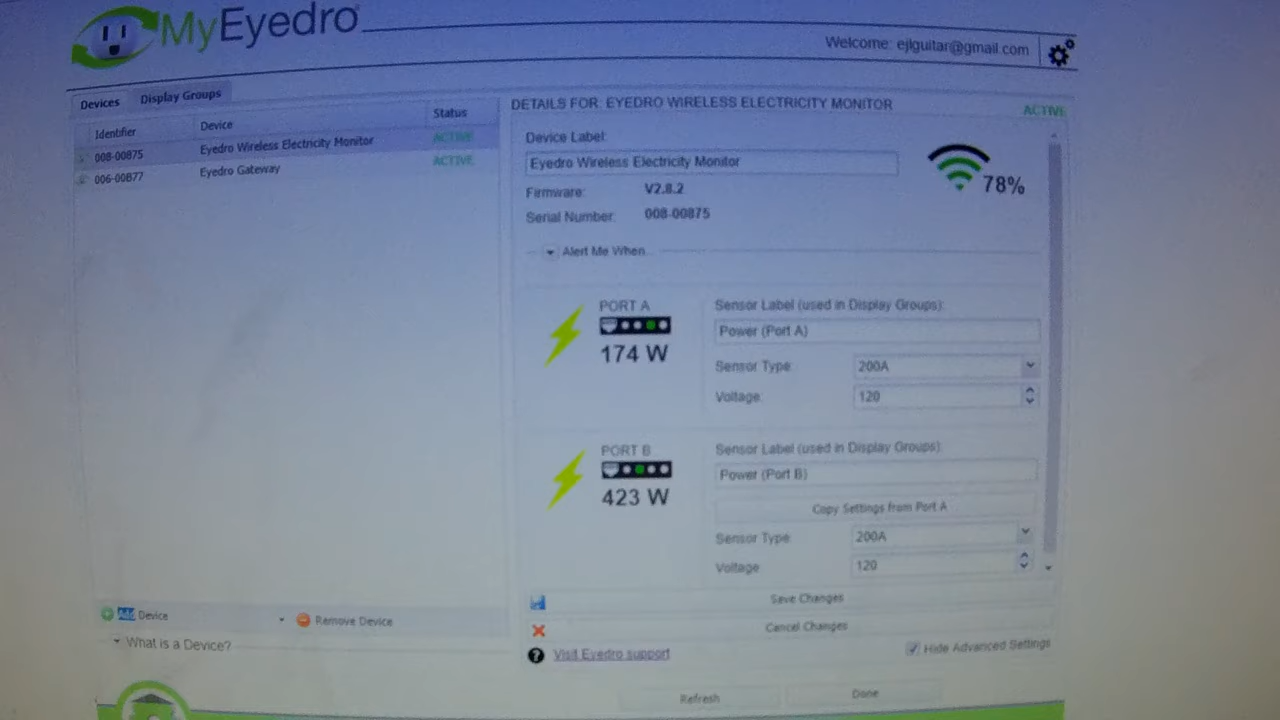 MyEyedro
Welcome: ejlguitar@gmail.com
Devices Display Groups
Identifier Device Status
008-00875 Eyedro Wireless Electricity Monitor ACTIVE
006-00877 Eyedro Gateway ACTIVE
Add Device Remove Device
What is a Device?
DETAILS FOR: EYEDRO WIRELESS ELECTRICITY MONITOR ACTIVE
Device Label:
Eyedro Wireless Electricity Monitor
78%
Firmware: V2.8.2
Serial Number: 008-00875
Alert Me When...
PORT A
174 W
Sensor Label (used in Display Groups):
Power (Port A)
Sensor Type: 200A
Voltage: 120
PORT B
423 W
Sensor Label (used in Display Groups):
Power (Port B)
Copy Settings from Port A
Sensor Type: 200A
Voltage: 120
Save Changes
Cancel Changes
Visit Eyedro support
Hide Advanced Settings
Refresh Done